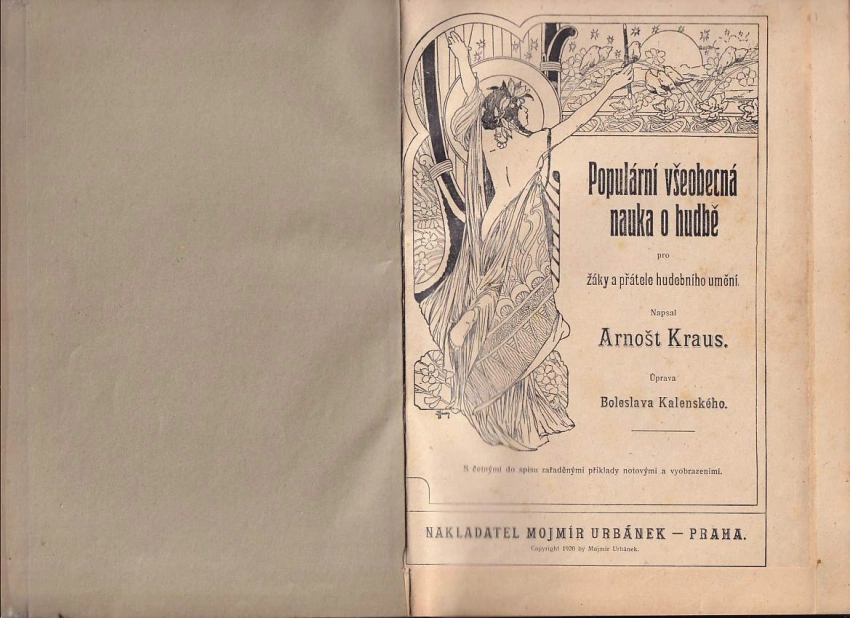 Populární všeobecná
nauka o hudbě
pro
žáky a přátele hudebního umění.
Napsal
Arnošt Kraus.
Úprava
Boleslava Kalenského.
S četnými do spisu zařaděnými příklady notovými a vyobrazeními.
NAKLADATEL MOJMÍR URBÁNEK — PRAHA.
Copyright 1920 by Mojmír Urbánek.